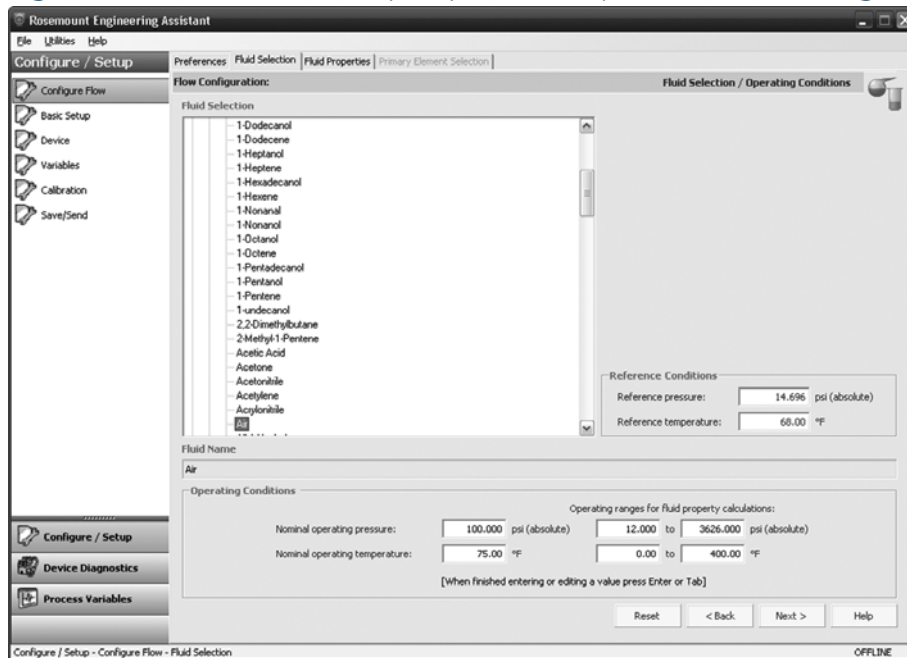 Rosemount Engineering Assistant
File Utilities Help
Configure / Setup
Preferences Fluid Selection Fluid Properties Primary Element Selection
Configure Flow
Basic Setup
Device
Variables
Calibration
Save/Send
Flow Configuration: Fluid Selection / Operating Conditions
Fluid Selection
1-Dodecanol
1-Dodecene
1-Heptanol
1-Heptene
1-Hexadecanol
1-Hexene
1-Nonanal
1-Nonanol
1-Octanol
1-Octene
1-Pentadecanol
1-Pentanol
1-Pentene
1-undecanol
2,2-Dimethylbutane
2-Methyl-1-Pentene
Acetic Acid
Acetone
Acetonitrile
Acetylene
Acrylonitrile
Air
Reference Conditions
Reference pressure: 14.696 psi (absolute)
Reference temperature: 68.00 °F
Fluid Name
Air
Operating Conditions
Operating ranges for fluid property calculations:
Nominal operating pressure: 100.000 psi (absolute) 12.000 to 3626.000 psi (absolute)
Nominal operating temperature: 75.00 °F 0.00 to 400.00 °F
[When finished entering or editing a value press Enter or Tab]
Configure / Setup
Device Diagnostics
Process Variables
Reset < Back Next > Help
Configure / Setup - Configure Flow - Fluid Selection OFFLINE